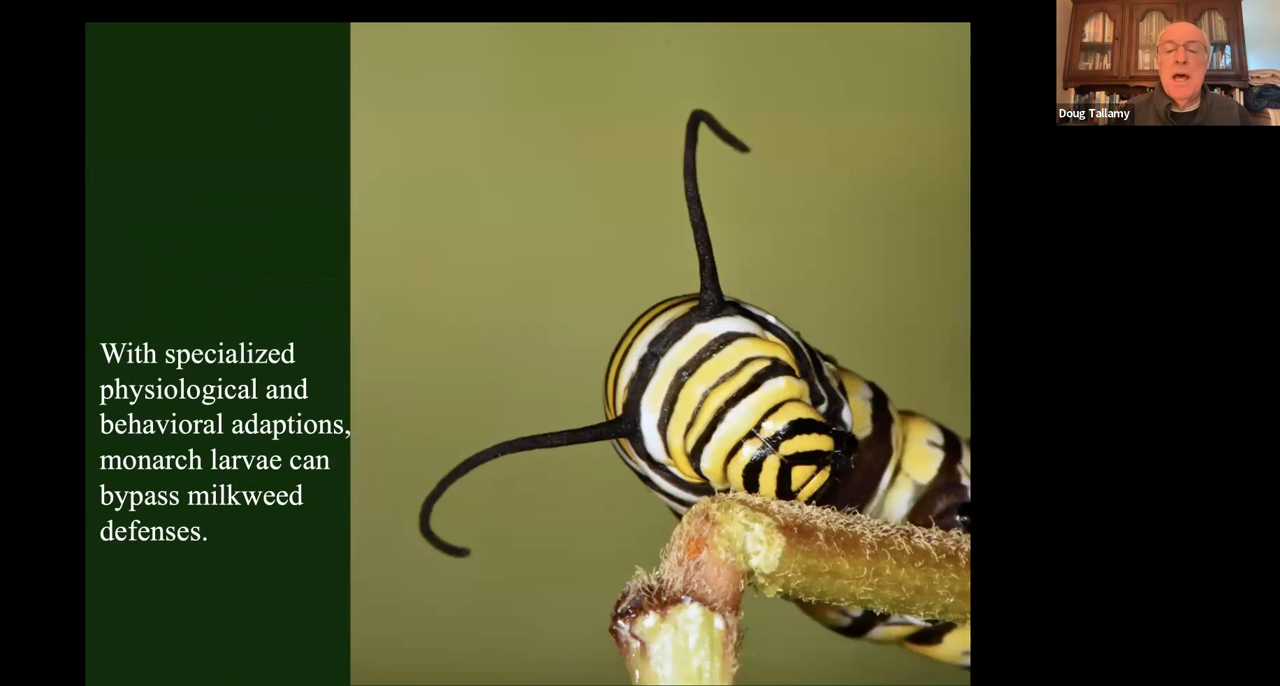 With specialized
physiological and
behavioral adaptions,
monarch larvae can
bypass milkweed
defenses.
Doug Tallamy